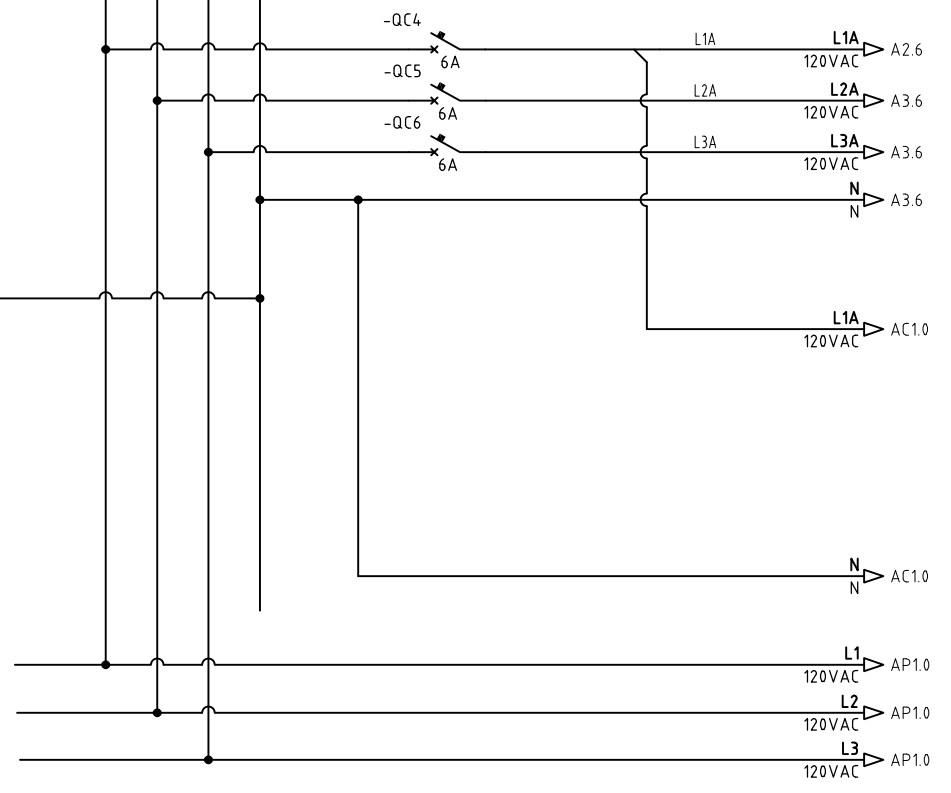 -QC4
L1A
L1A
A2.6
6A
120VAC
-QC5
L2A
L2A
A3.6
6A
120VAC
-QC6
L3A
L3A
A3.6
6A
120VAC
N
A3.6
N
L1A
AC1.0
120VAC
N
AC1.0
N
L1
AP1.0
120VAC
L2
AP1.0
120VAC
L3
AP1.0
120VAC